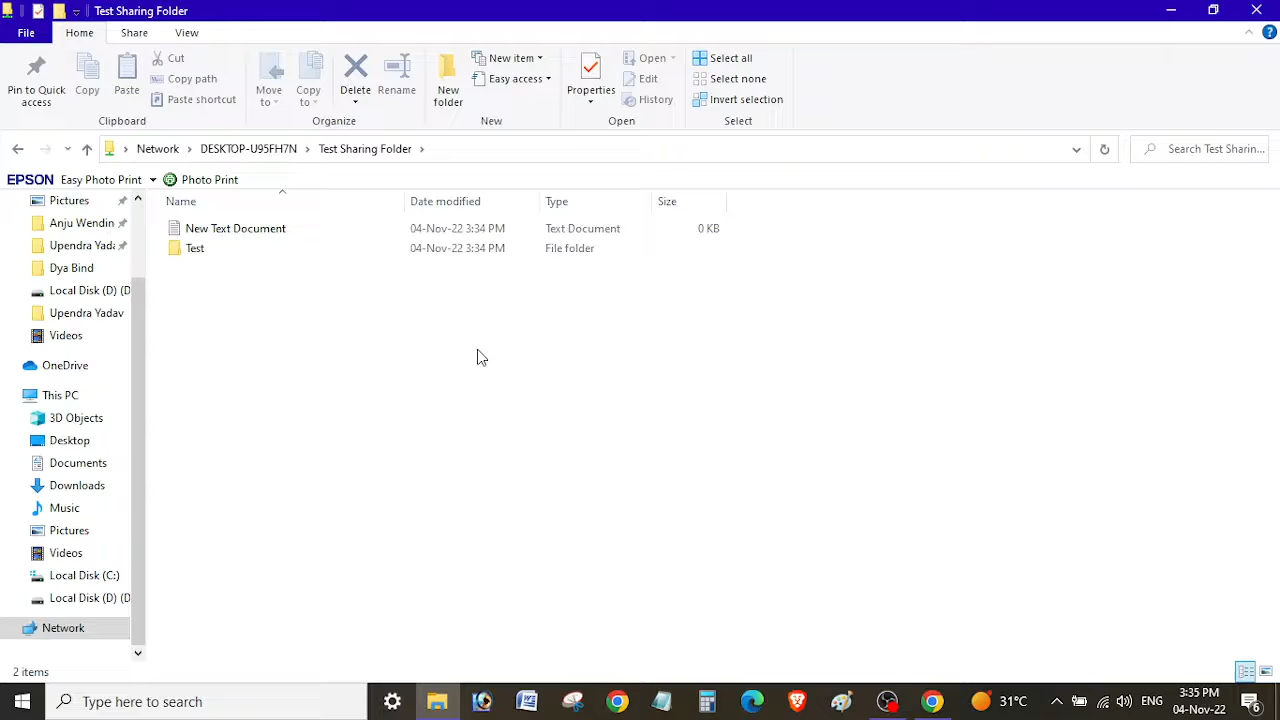 Test Sharing Folder
File Home Share View
Pin to Quick access
Copy
Paste
Cut
Copy path
Paste shortcut
Clipboard
Move to
Copy to
Delete
Rename
Organize
New folder
New item
Easy access
New
Properties
Open
Edit
History
Open
Select all
Select none
Invert selection
Select
Network DESKTOP-U95FH7N Test Sharing Folder
Search Test Sharin...
EPSON Easy Photo Print Photo Print
Name Date modified Type Size
New Text Document 04-Nov-22 3:34 PM Text Document 0 KB
Test 04-Nov-22 3:34 PM File folder
Pictures
Anju Wendin
Upendra Yada
Dya Bind
Local Disk (D) (D
Upendra Yadav
Videos
OneDrive
This PC
3D Objects
Desktop
Documents
Downloads
Music
Pictures
Videos
Local Disk (C:)
Local Disk (D) (D
Network
2 items
Type here to search
31°C
ENG
3:35 PM
04-Nov-22
6